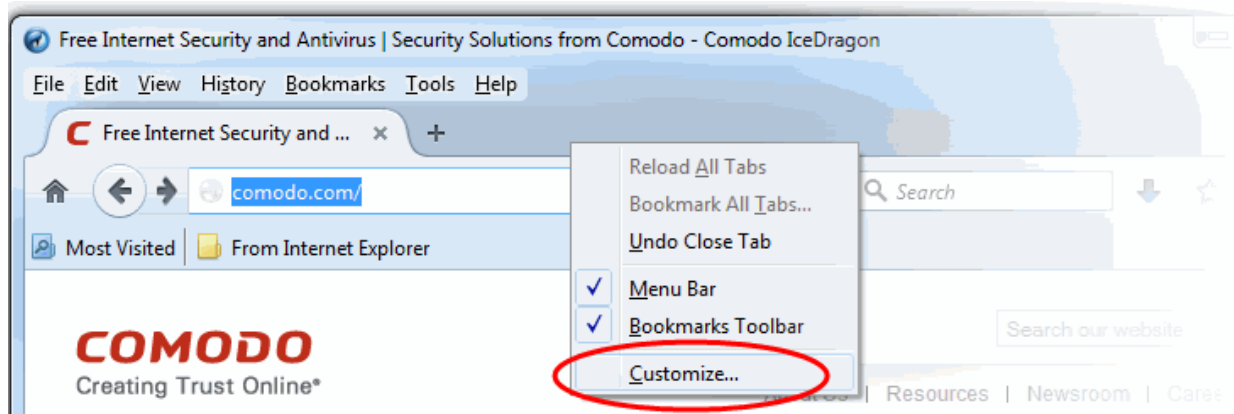 Free Internet Security and Antivirus | Security Solutions from Comodo - Comodo IceDragon
File Edit View History Bookmarks Tools Help
Free Internet Security and ... × +
Reload All Tabs
comodo.com/
Search
Bookmark All Tabs...
Undo Close Tab
Most Visited
From Internet Explorer
Menu Bar
Bookmarks Toolbar
COMODO
Creating Trust Online®
Search our website
Customize...
| Resources | Newsroom |